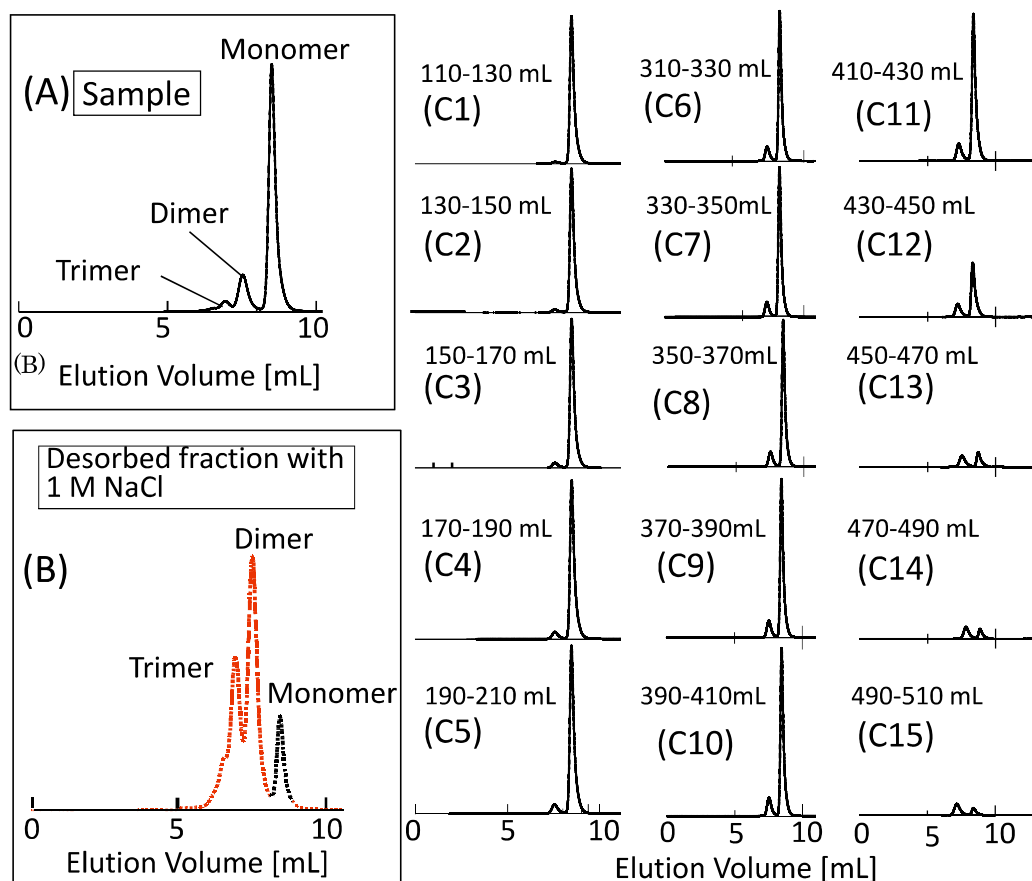 (A)
Sample
Monomer
Dimer
Trimer
0
5
10
(B)
Elution Volume [mL]
Desorbed fraction with
1 M NaCl
(B)
Dimer
Trimer
Monomer
0
5
10
Elution Volume [mL]
110-130 mL
(C1)
130-150 mL
(C2)
150-170 mL
(C3)
170-190 mL
(C4)
190-210 mL
(C5)
0
5
10
310-330 mL
(C6)
330-350mL
(C7)
350-370mL
(C8)
370-390mL
(C9)
390-410mL
(C10)
0
5
10
410-430 mL
(C11)
430-450 mL
(C12)
450-470 mL
(C13)
470-490 mL
(C14)
490-510 mL
(C15)
0
5
10
Elution Volume [mL]